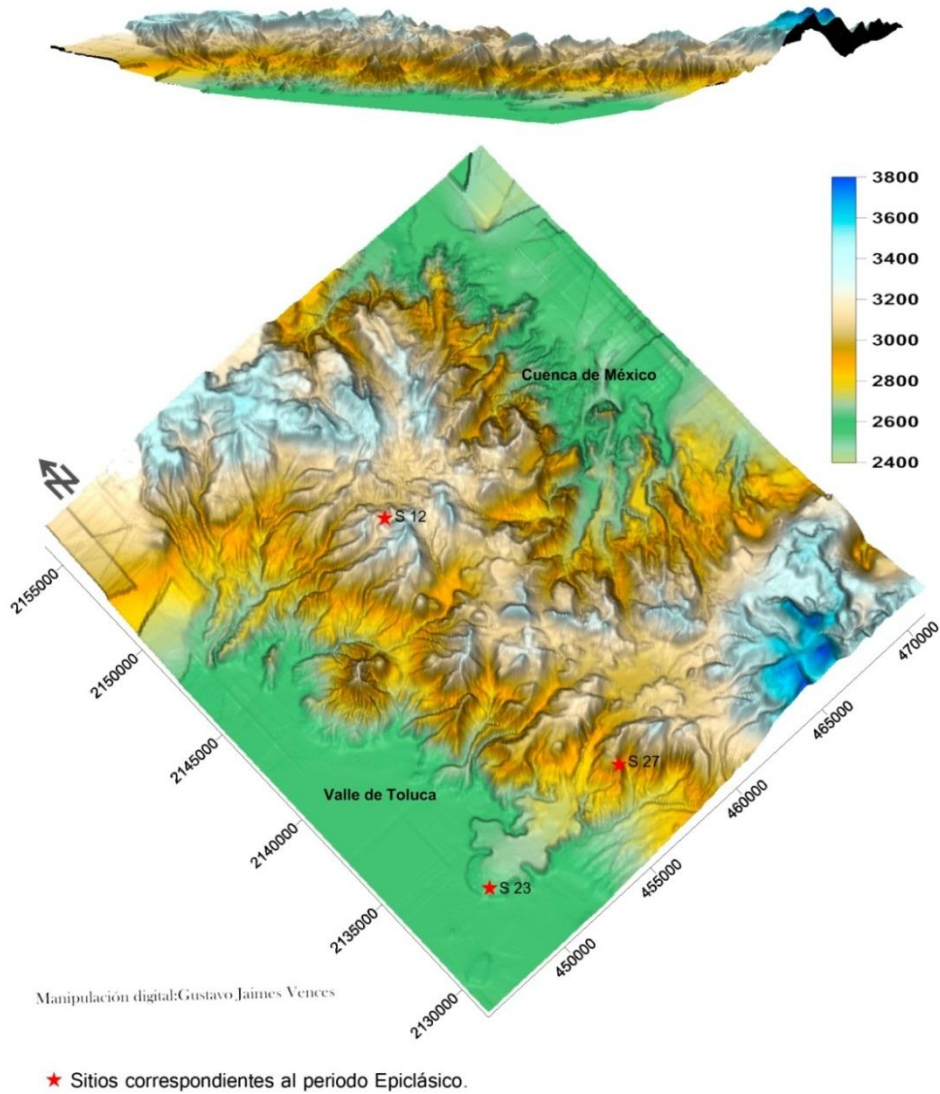 3800
3600
3400
3200
3000
2800
2600
2400
Cuenca de México
N
S 12
2155000
2150000
2145000
2140000
2135000
2130000
470000
465000
460000
455000
450000
S 27
Valle de Toluca
S 23
Manipulación digital:Gustavo Jaimes Vences
Sitios correspondientes al periodo Epiclásico.